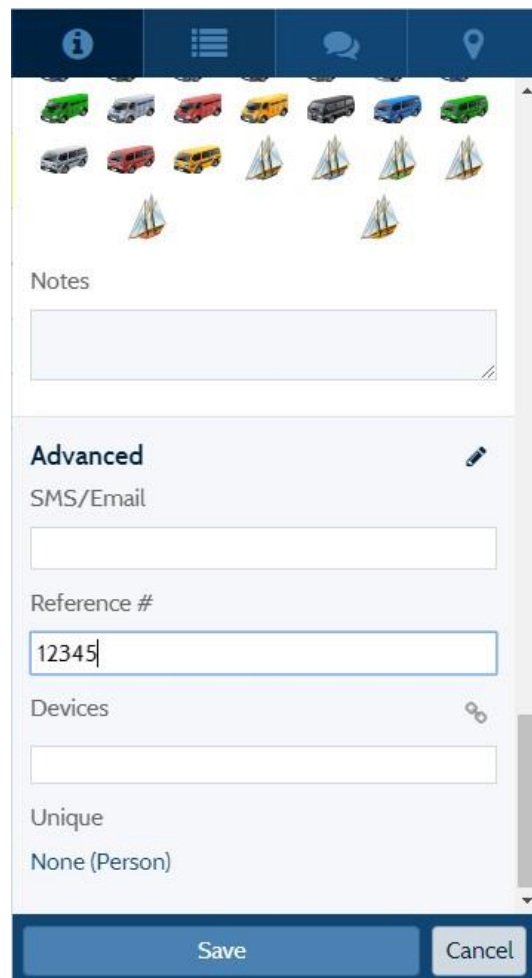 Notes
Advanced
SMS/Email
Reference #
12345
Devices
Unique
None (Person)
Save
Cancel